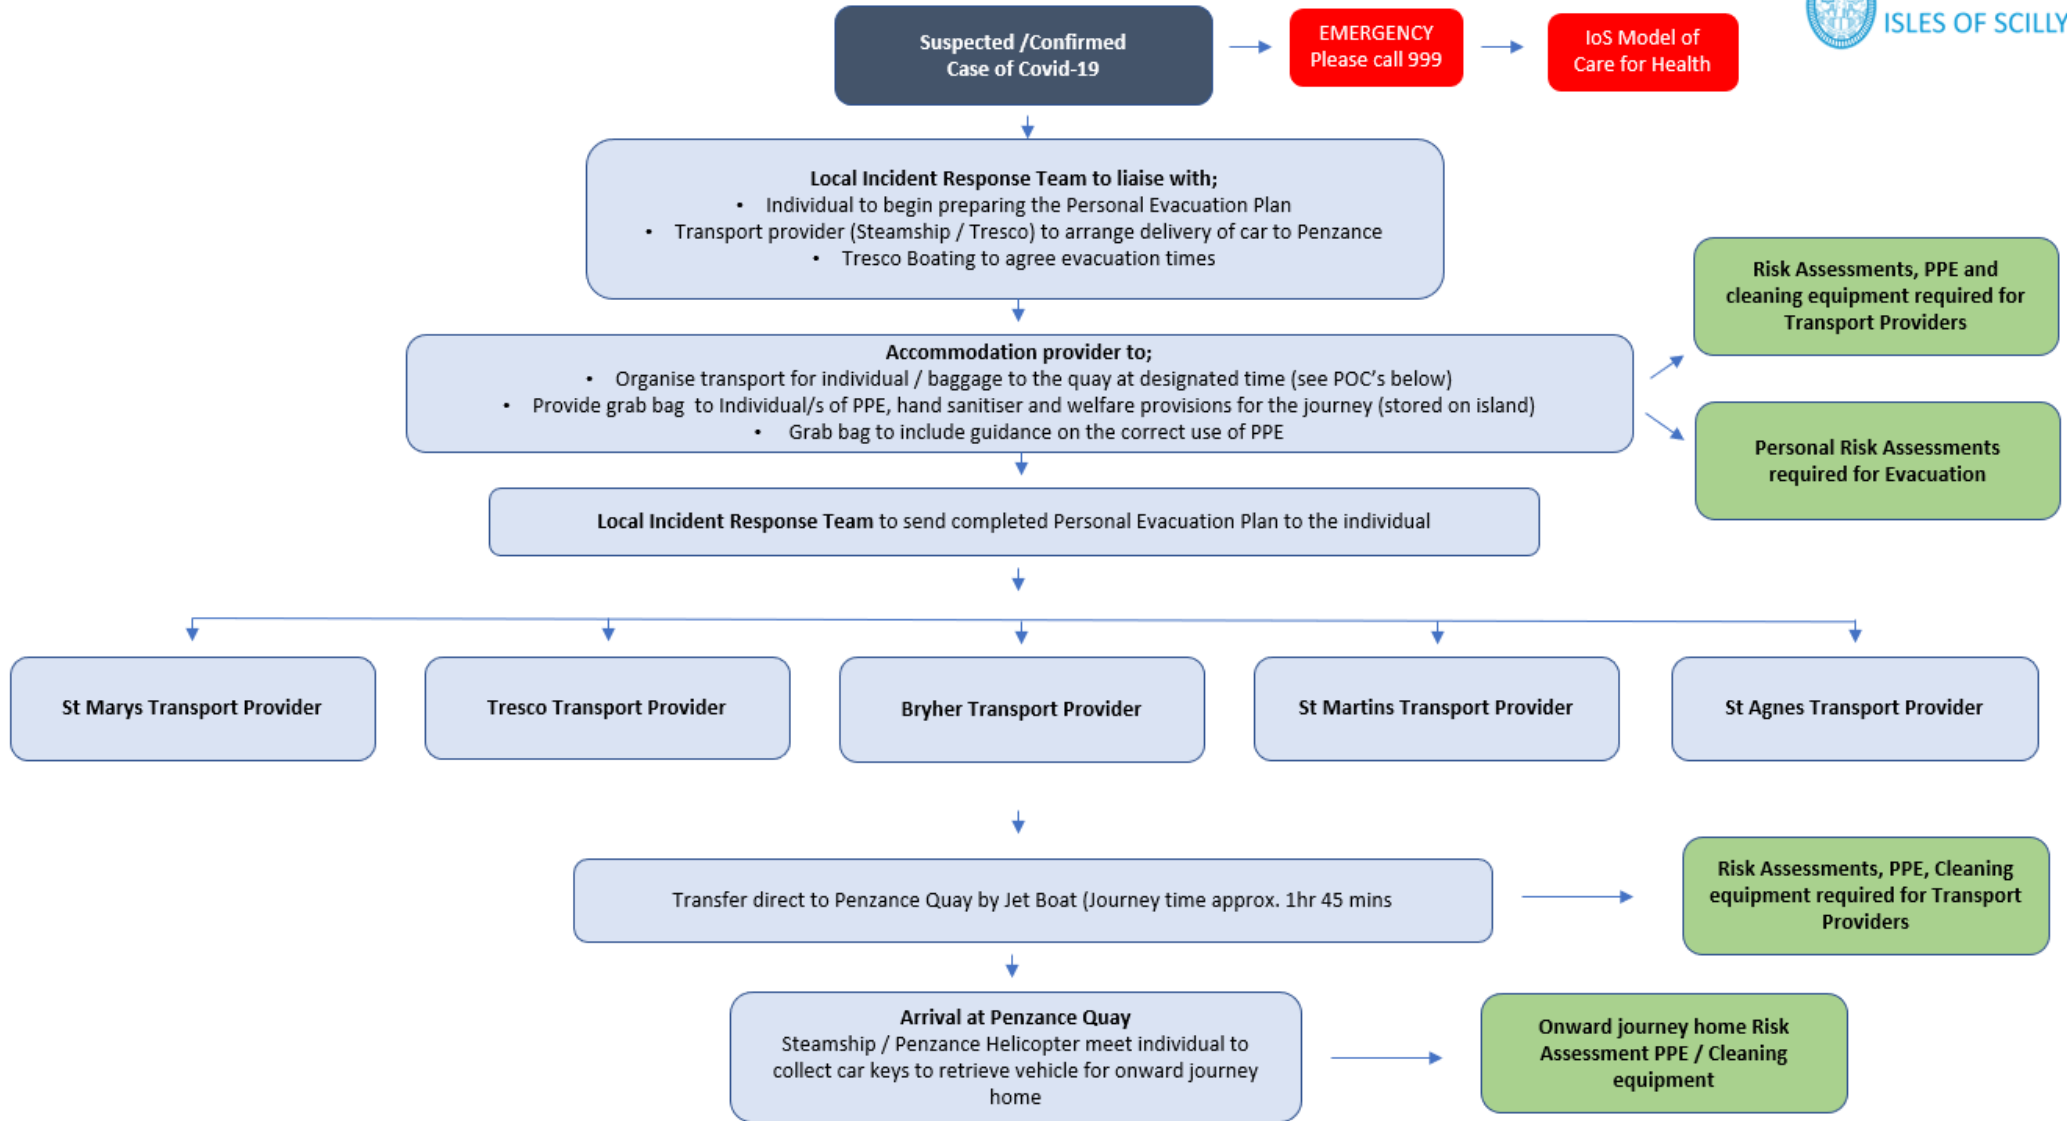 ISLES OF SCILLY
Suspected /Confirmed
Case of Covid-19
EMERGENCY
Please call 999
IoS Model of
Care for Health
Local Incident Response Team to liaise with;
• Individual to begin preparing the Personal Evacuation Plan
• Transport provider (Steamship / Tresco) to arrange delivery of car to Penzance
• Tresco Boating to agree evacuation times
Risk Assessments, PPE and
cleaning equipment required for
Transport Providers
Accommodation provider to;
• Organise transport for individual / baggage to the quay at designated time (see POC's below)
• Provide grab bag to Individual/s of PPE, hand sanitiser and welfare provisions for the journey (stored on island)
• Grab bag to include guidance on the correct use of PPE
Personal Risk Assessments
required for Evacuation
Local Incident Response Team to send completed Personal Evacuation Plan to the individual
St Marys Transport Provider
Tresco Transport Provider
Bryher Transport Provider
St Martins Transport Provider
St Agnes Transport Provider
Transfer direct to Penzance Quay by Jet Boat (Journey time approx. 1hr 45 mins
Risk Assessments, PPE, Cleaning
equipment required for Transport
Providers
Arrival at Penzance Quay
Steamship / Penzance Helicopter meet individual to
collect car keys to retrieve vehicle for onward journey
home
Onward journey home Risk
Assessment PPE / Cleaning
equipment